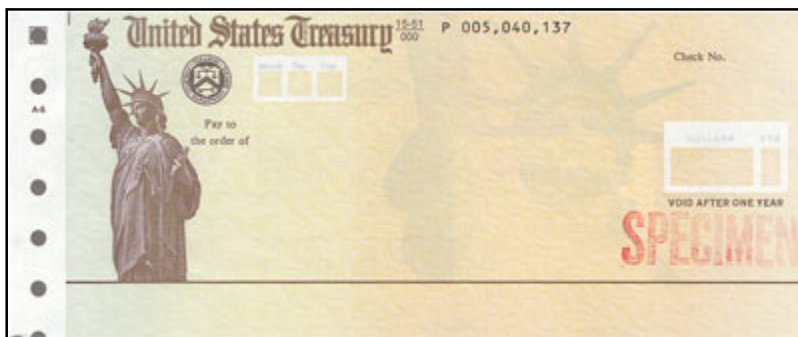 United States Treasury 15-51 000 P 005,040,137
Check No.
Pay to
the order of
VOID AFTER ONE YEAR
SPECIMEN